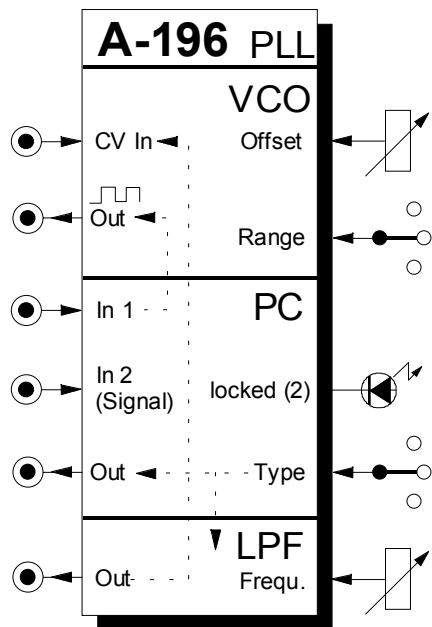 A-196 PLL
VCO
CV In
Offset
Out
Range
PC
In 1
In 2
(Signal)
locked (2)
Out
Type
LPF
Out
Frequ.